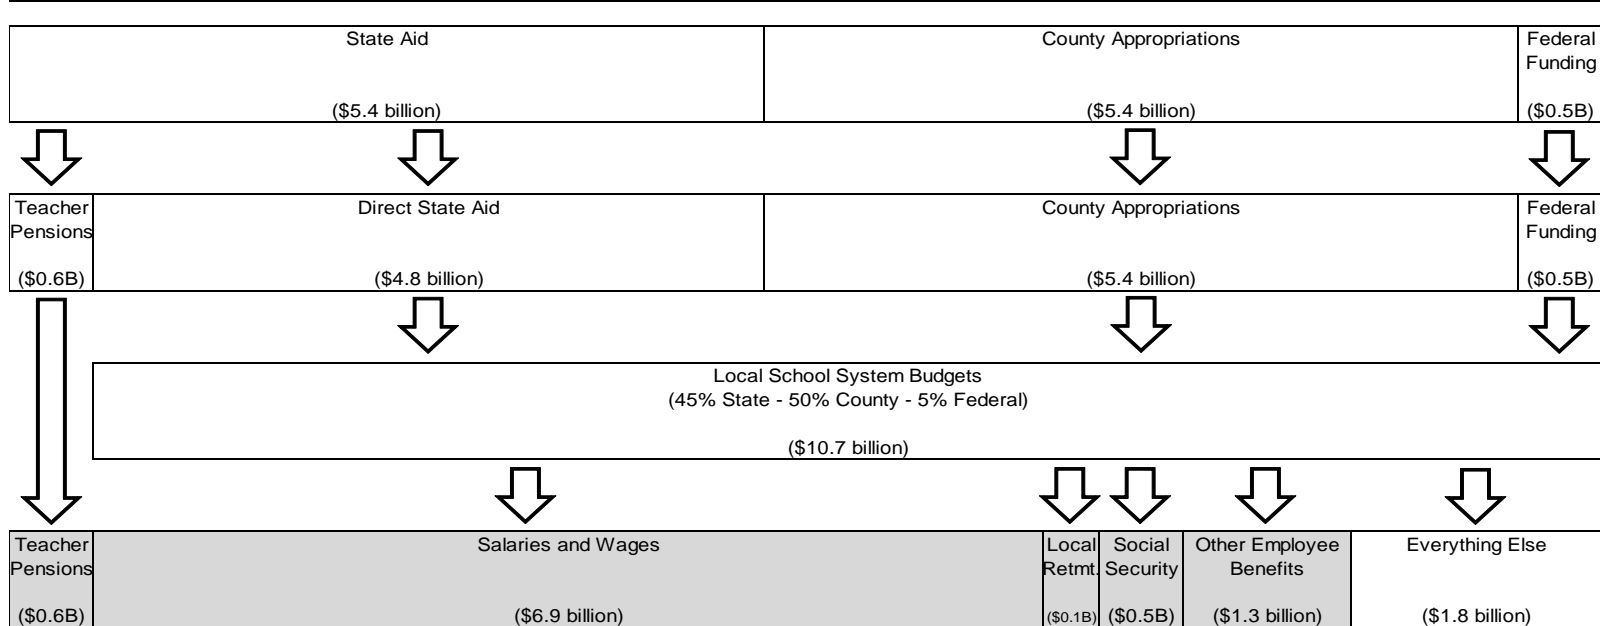 State Aid
($5.4 billion)
County Appropriations
($5.4 billion)
Federal
Funding
($0.5B)
Teacher
Pensions
($0.6B)
Direct State Aid
($4.8 billion)
County Appropriations
($5.4 billion)
Federal
Funding
($0.5B)
Local School System Budgets
(45% State - 50% County - 5% Federal)
($10.7 billion)
Teacher
Pensions
($0.6B)
Salaries and Wages
($6.9 billion)
Local
Retmt.
($0.1B)
Social
Security
($0.5B)
Other Employee
Benefits
($1.3 billion)
Everything Else
($1.8 billion)